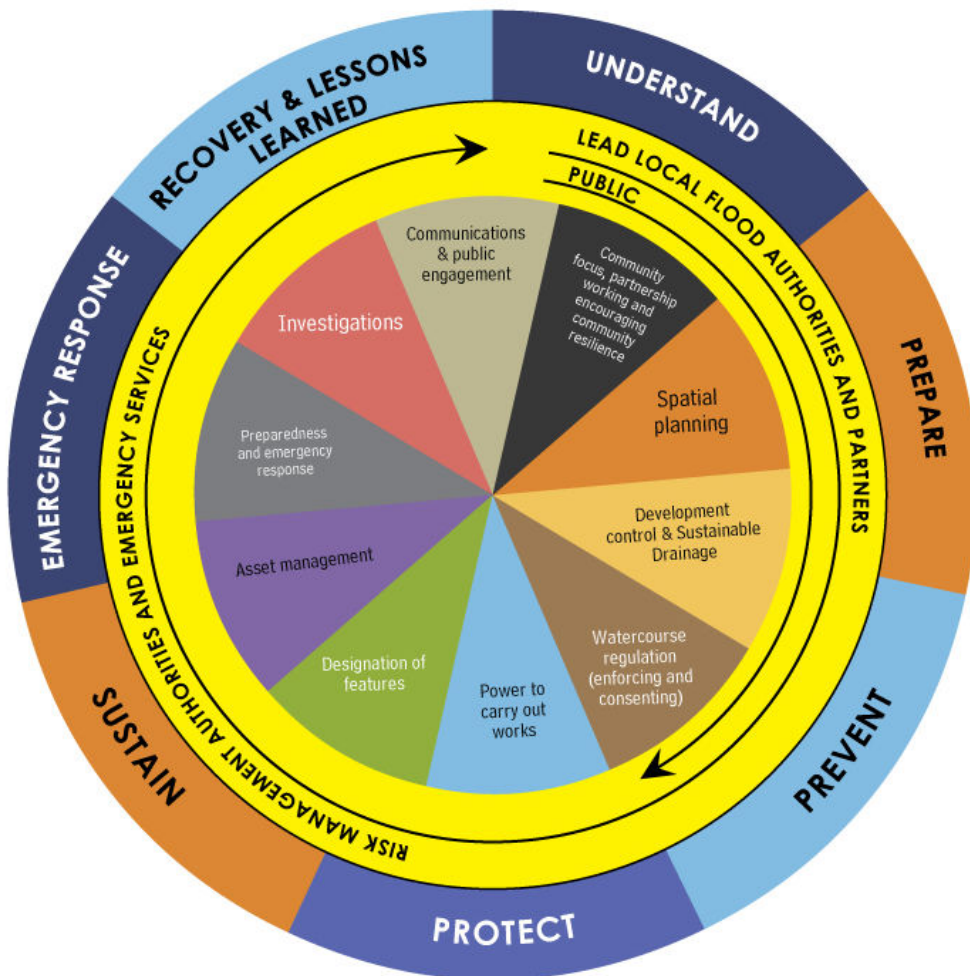 UNDERSTAND
PREPARE
PREVENT
PROTECT
SUSTAIN
EMERGENCY RESPONSE
RECOVERY & LESSONS
LEARNED
LEAD LOCAL FLOOD AUTHORITIES AND PARTNERS
PUBLIC
RISK MANAGEMENT AUTHORITIES AND EMERGENCY SERVICES
Communications
& public
engagement
Community
focus, partnership
working and
encouraging
community
resilience
Spatial
planning
Development
control & Sustainable
Drainage
Watercourse
regulation
(enforcing and
consenting)
Power to
carry out
works
Designation of
features
Asset management
Preparedness
and emergency
response
Investigations